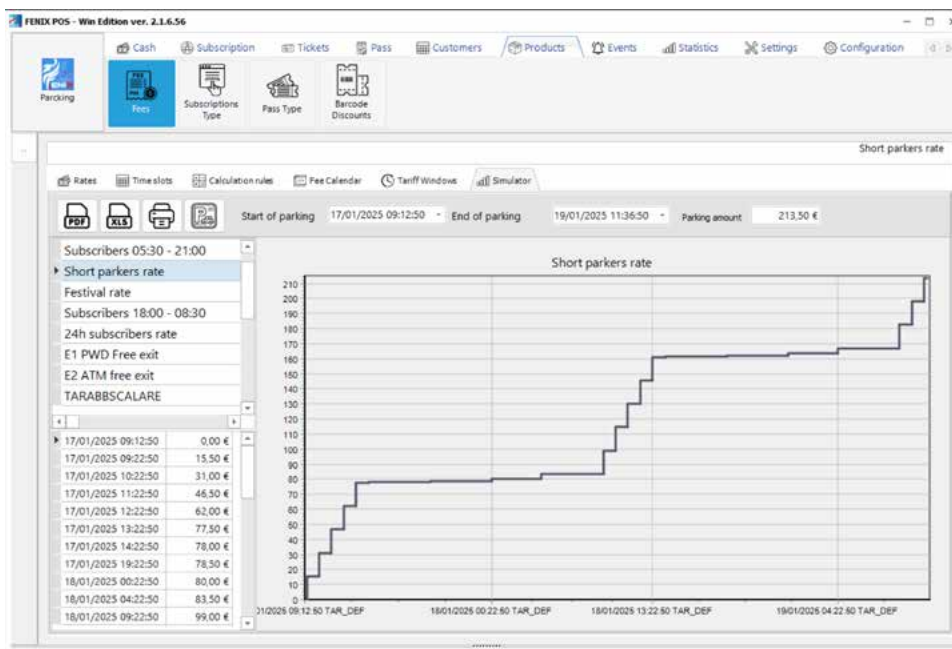 FENIX POS - Win Edition ver. 2.1.6.56
Cash Subscription Tickets Pass Customers Products Events Statistics Settings Configuration
Parcking
Fees
Subscriptions Type
Pass Type
Barcode Discounts
Short parkers rate
Rates Time slots Calculation rules Fee Calendar Tariff Windows Simulator
PDF XLS
Start of parking 17/01/2025 09:12:50 End of parking 19/01/2025 11:36:50 Parking amount 213,50 €
Subscribers 05:30 - 21:00
Short parkers rate
Festival rate
Subscribers 18:00 - 08:30
24h subscribers rate
E1 PWD Free exit
E2 ATM free exit
TARABBSCALARE
17/01/2025 09:12:50 0,00 €
17/01/2025 09:22:50 15,50 €
17/01/2025 10:22:50 31,00 €
17/01/2025 11:22:50 46,50 €
17/01/2025 12:22:50 62,00 €
17/01/2025 13:22:50 77,50 €
17/01/2025 14:22:50 78,00 €
17/01/2025 19:22:50 78,50 €
18/01/2025 00:22:50 80,00 €
18/01/2025 04:22:50 83,50 €
18/01/2025 09:22:50 99,00 €
Short parkers rate
210
200
190
180
170
160
150
140
130
120
110
100
90
80
70
60
50
40
30
20
10
0
01/2025 09:12:50 TAR_DEF 18/01/2025 00:22:50 TAR_DEF 18/01/2025 13:22:50 TAR_DEF 19/01/2025 04:22:50 TAR_DEF